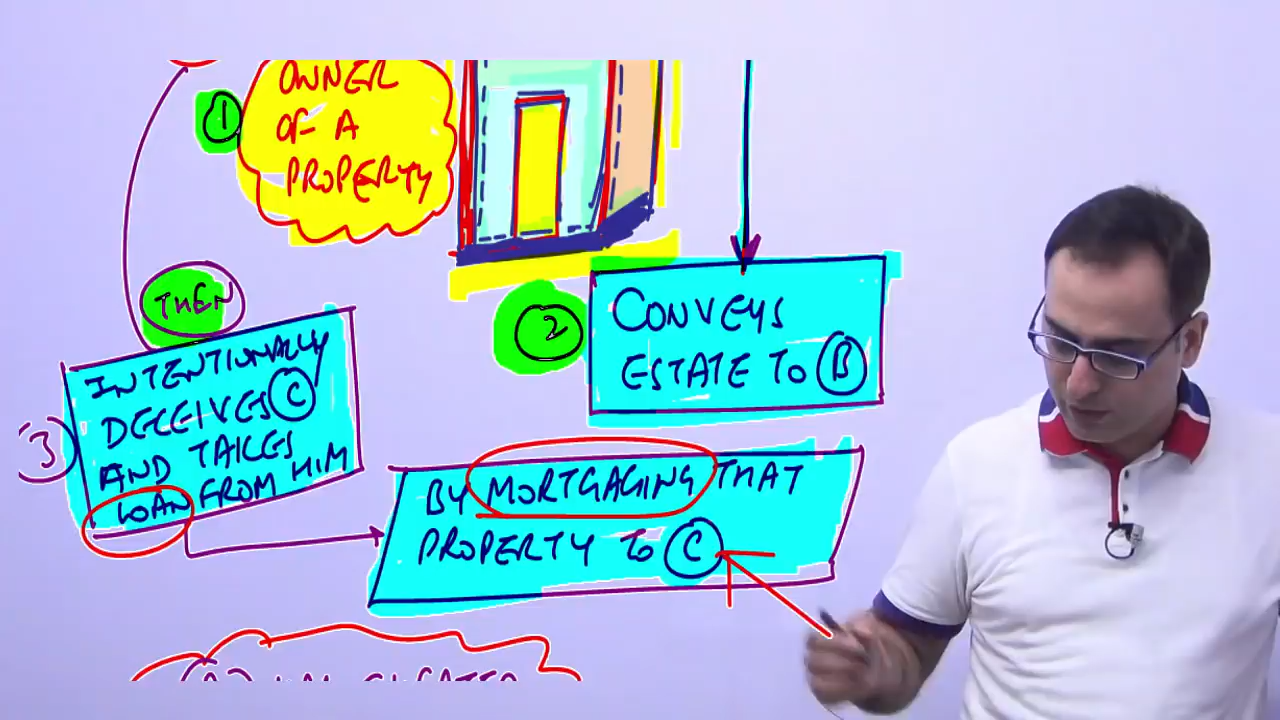 1
OWNER
OF A
PROPERTY
2
CONVEYS
ESTATE TO B
THEN
3
INTENTIONALLY
DECEIVES C
AND TAKES
LOAN FROM HIM
BY MORTGAGING THAT
PROPERTY TO C